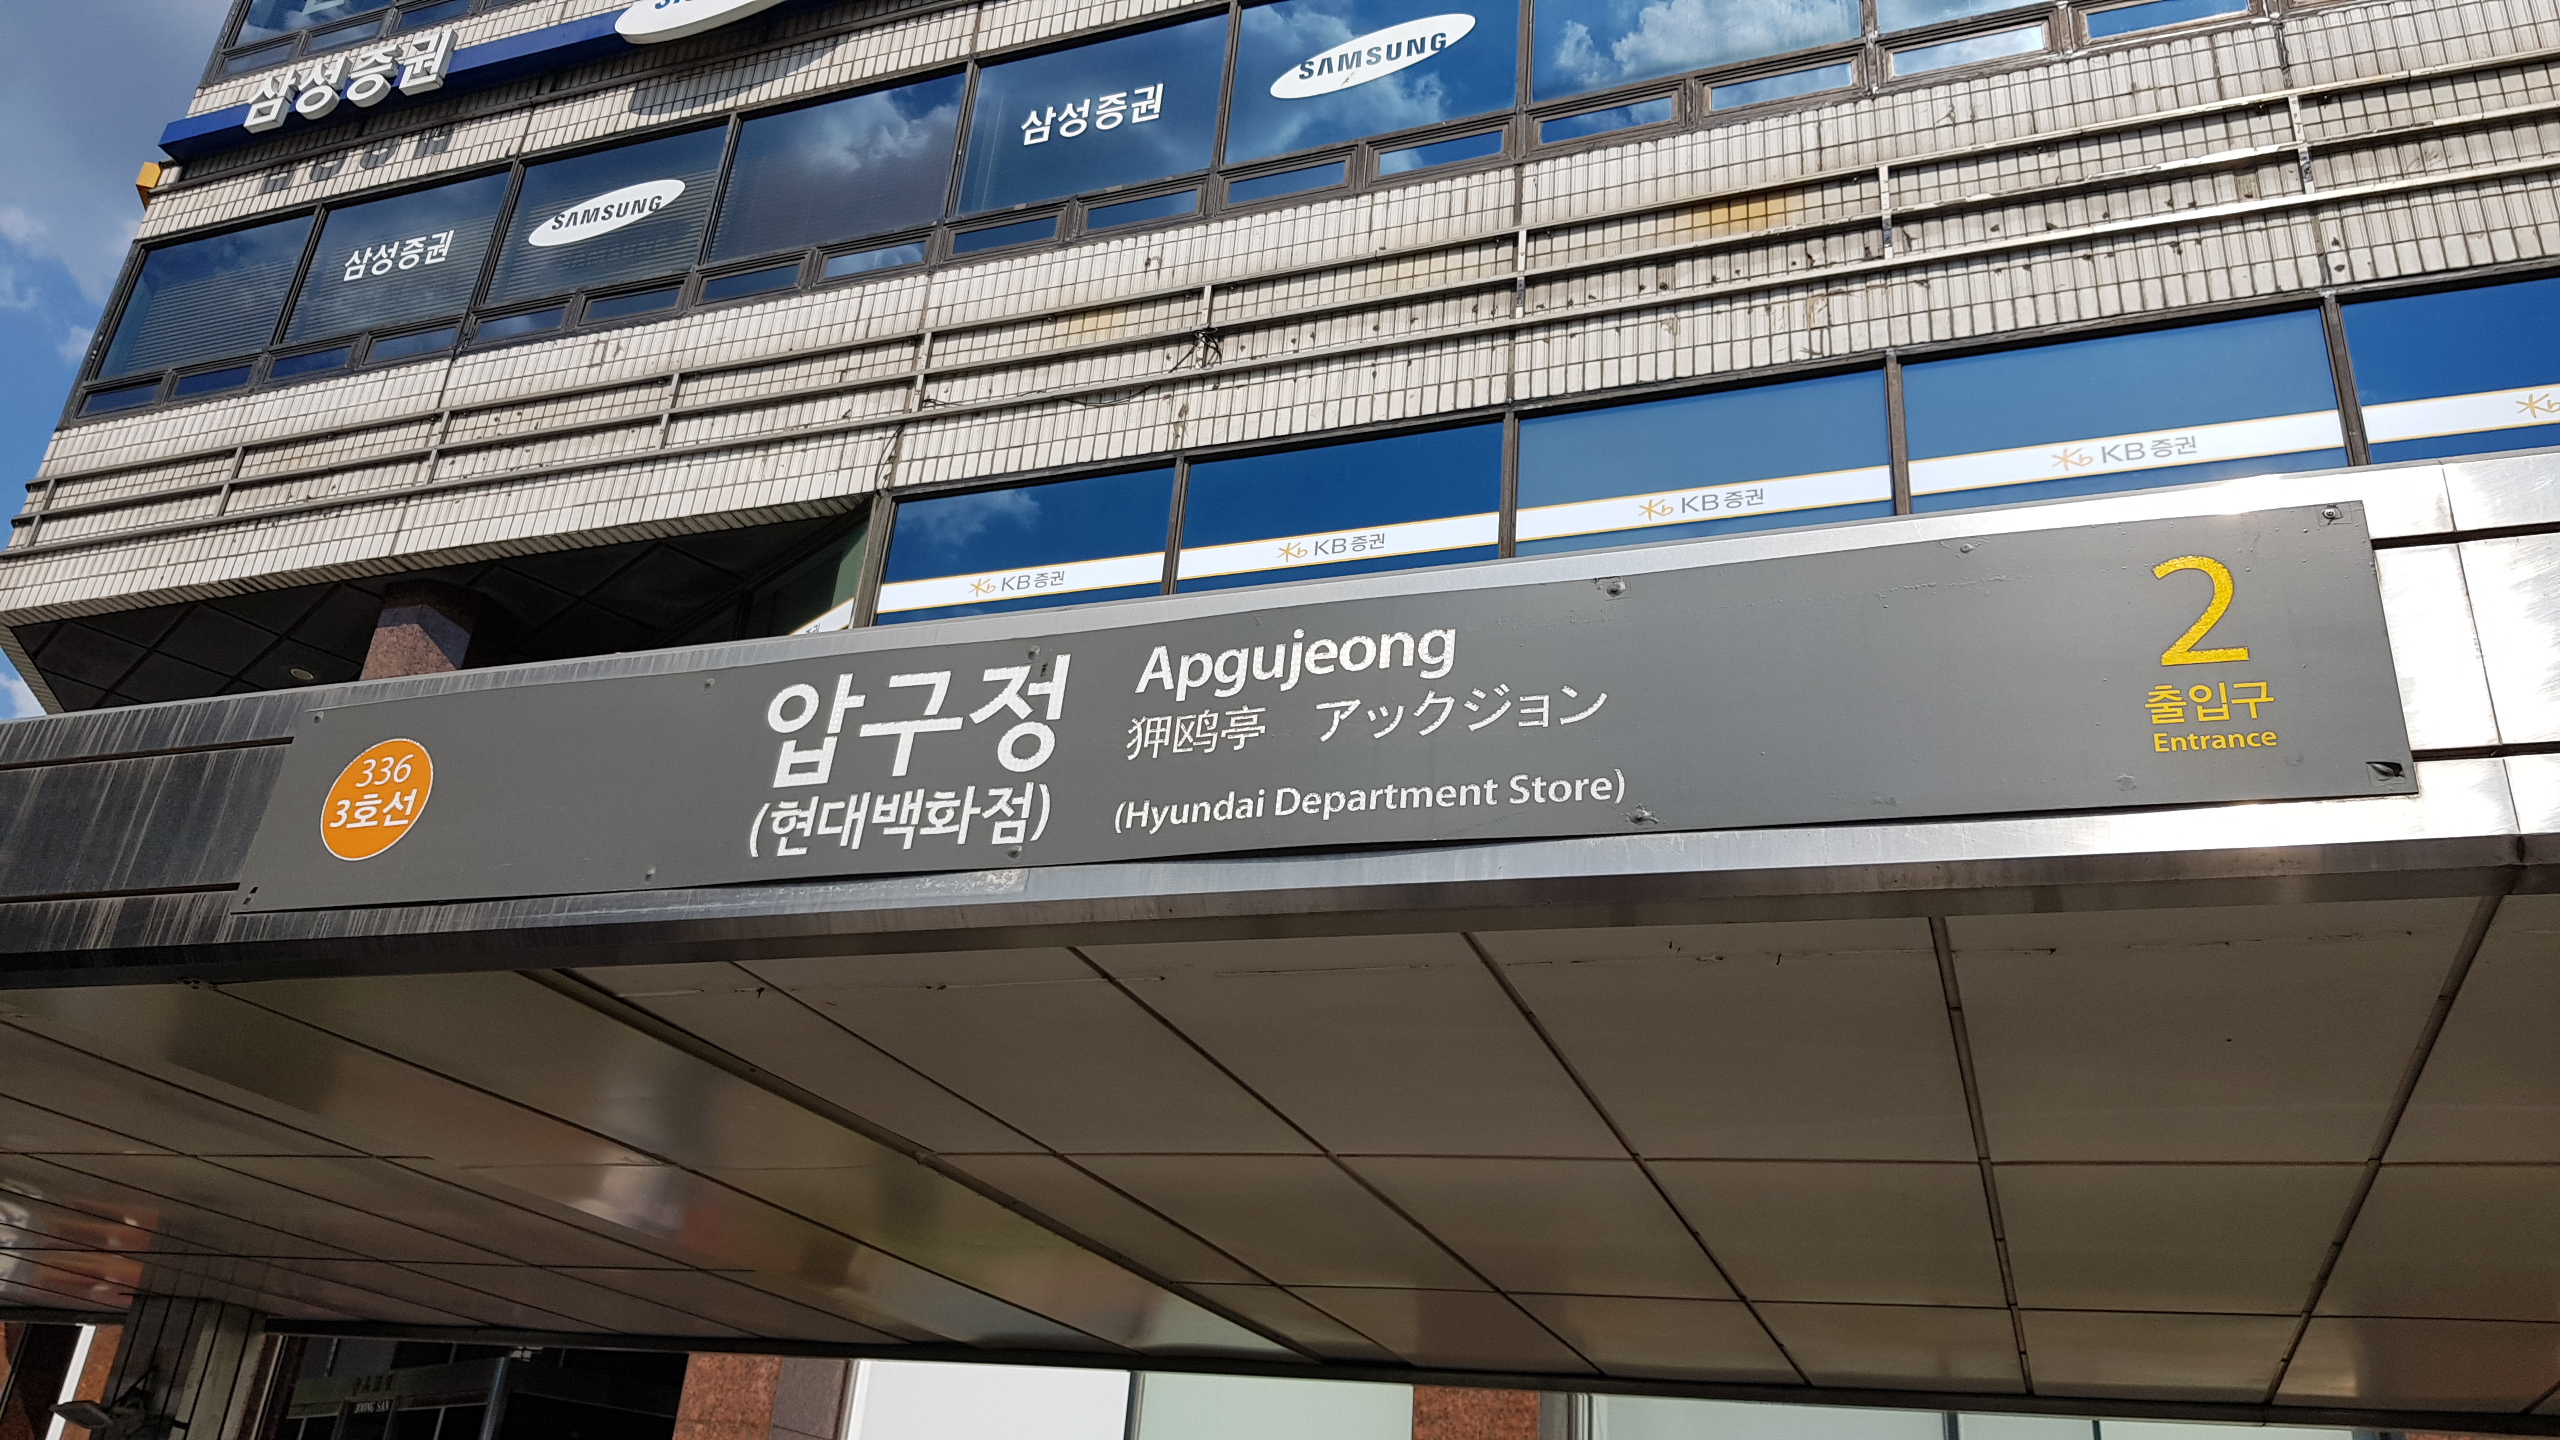 삼성증권
삼성증권
SAMSUNG
삼성증권
SAMSUNG
KB증권
KB증권
KB증권
KB증권
336
3호선
압구정
(현대백화점)
Apgujeong
狎鸥亭 アックジョン
(Hyundai Department Store)
2
출입구
Entrance